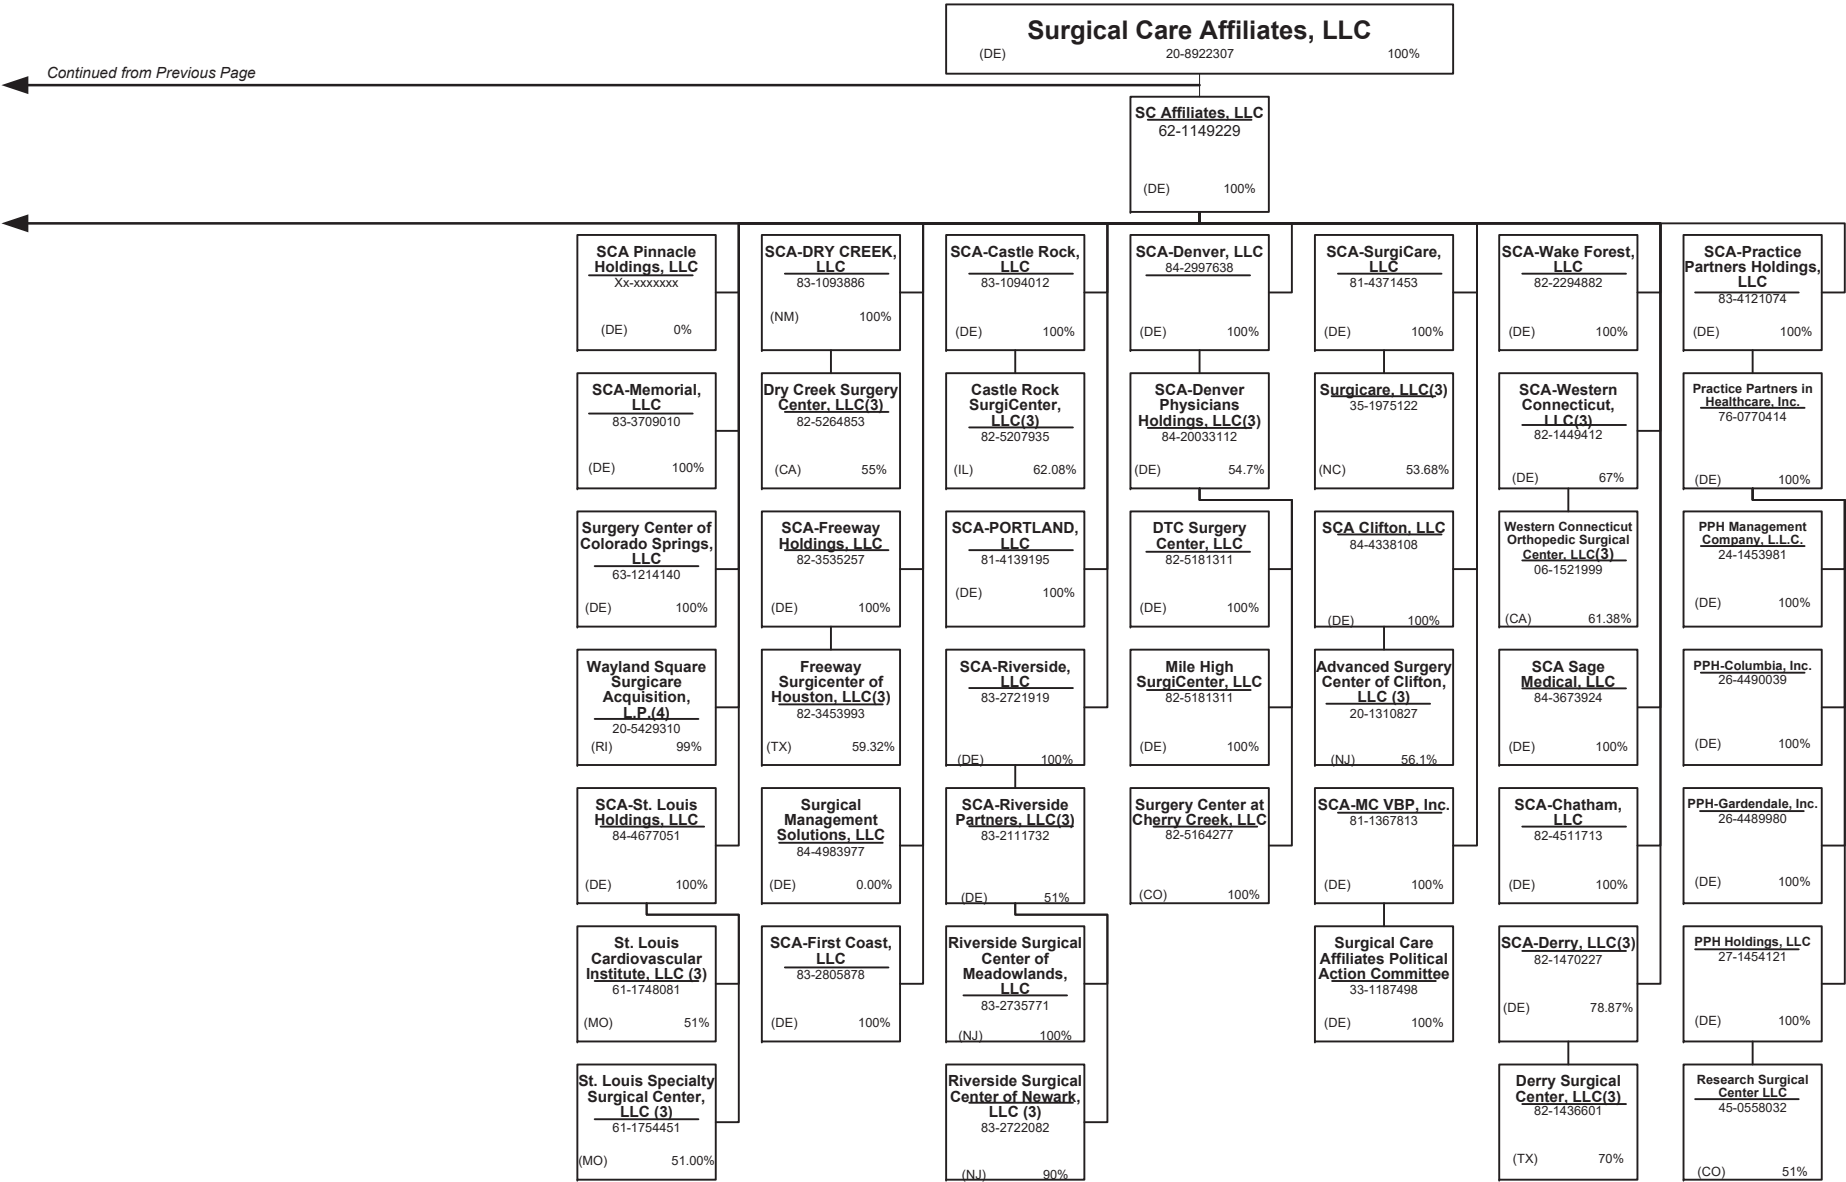 Surgical Care Affiliates, LLC
(DE) 20-8922307 100%
Continued from Previous Page
SC Affiliates, LLC
62-1149229
(DE) 100%
SCA Pinnacle
Holdings, LLC
Xx-xxxxxxx
(DE) 0%
SCA-Memorial,
LLC
83-3709010
(DE) 100%
Surgery Center of
Colorado Springs,
LLC
63-1214140
(DE) 100%
Wayland Square
Surgicare
Acquisition,
L.P.(4)
20-5429310
(RI) 99%
SCA-St. Louis
Holdings, LLC
84-4677051
(DE) 100%
St. Louis
Cardiovascular
Institute, LLC (3)
61-1748081
(MO) 51%
St. Louis Specialty
Surgical Center,
LLC (3)
61-1754451
(MO) 51.00%
SCA-DRY CREEK,
LLC
83-1093886
(NM) 100%
Dry Creek Surgery
Center, LLC(3)
82-5264853
(CA) 55%
SCA-Freeway
Holdings, LLC
82-3535257
(DE) 100%
Freeway
Surgicenter of
Houston, LLC(3)
82-3453993
(TX) 59.32%
Surgical
Management
Solutions, LLC
84-4983977
(DE) 0.00%
SCA-First Coast,
LLC
83-2805878
(DE) 100%
SCA-Castle Rock,
LLC
83-1094012
(DE) 100%
Castle Rock
SurgiCenter,
LLC(3)
82-5207935
(IL) 62.08%
SCA-PORTLAND,
LLC
81-4139195
(DE) 100%
SCA-Riverside,
LLC
83-2721919
(DE) 100%
SCA-Riverside
Partners, LLC(3)
83-2111732
(DE) 51%
Riverside Surgical
Center of
Meadowlands,
LLC
83-2735771
(NJ) 100%
Riverside Surgical
Center of Newark,
LLC (3)
83-2722082
(NJ) 90%
SCA-Denver, LLC
84-2997638
(DE) 100%
SCA-Denver
Physicians
Holdings, LLC(3)
84-20033112
(DE) 54.7%
DTC Surgery
Center, LLC
82-5181311
(DE) 100%
Mile High
SurgiCenter, LLC
82-5181311
(DE) 100%
Surgery Center at
Cherry Creek, LLC
82-5164277
(CO) 100%
SCA-SurgiCare,
LLC
81-4371453
(DE) 100%
Surgicare, LLC(3)
35-1975122
(NC) 53.68%
SCA Clifton, LLC
84-4338108
(DE) 100%
Advanced Surgery
Center of Clifton,
LLC (3)
20-1310827
(NJ) 56.1%
SCA-MC VBP, Inc.
81-1367813
(DE) 100%
Surgical Care
Affiliates Political
Action Committee
33-1187498
(DE) 100%
SCA-Wake Forest,
LLC
82-2294882
(DE) 100%
SCA-Western
Connecticut,
LLC(3)
82-1449412
(DE) 67%
Western Connecticut
Orthopedic Surgical
Center, LLC(3)
06-1521999
(CA) 61.38%
SCA Sage
Medical, LLC
84-3673924
(DE) 100%
SCA-Chatham,
LLC
82-4511713
(DE) 100%
SCA-Derry, LLC(3)
82-1470227
(DE) 78.87%
Derry Surgical
Center, LLC(3)
82-1436601
(TX) 70%
SCA-Practice
Partners Holdings,
LLC
83-4121074
(DE) 100%
Practice Partners in
Healthcare, Inc.
76-0770414
(DE) 100%
PPH Management
Company, L.L.C.
24-1453981
(DE) 100%
PPH-Columbia, Inc.
26-4490039
(DE) 100%
PPH-Gardendale, Inc.
26-4489980
(DE) 100%
PPH Holdings, LLC
27-1454121
(DE) 100%
Research Surgical
Center LLC
45-0558032
(CO) 51%